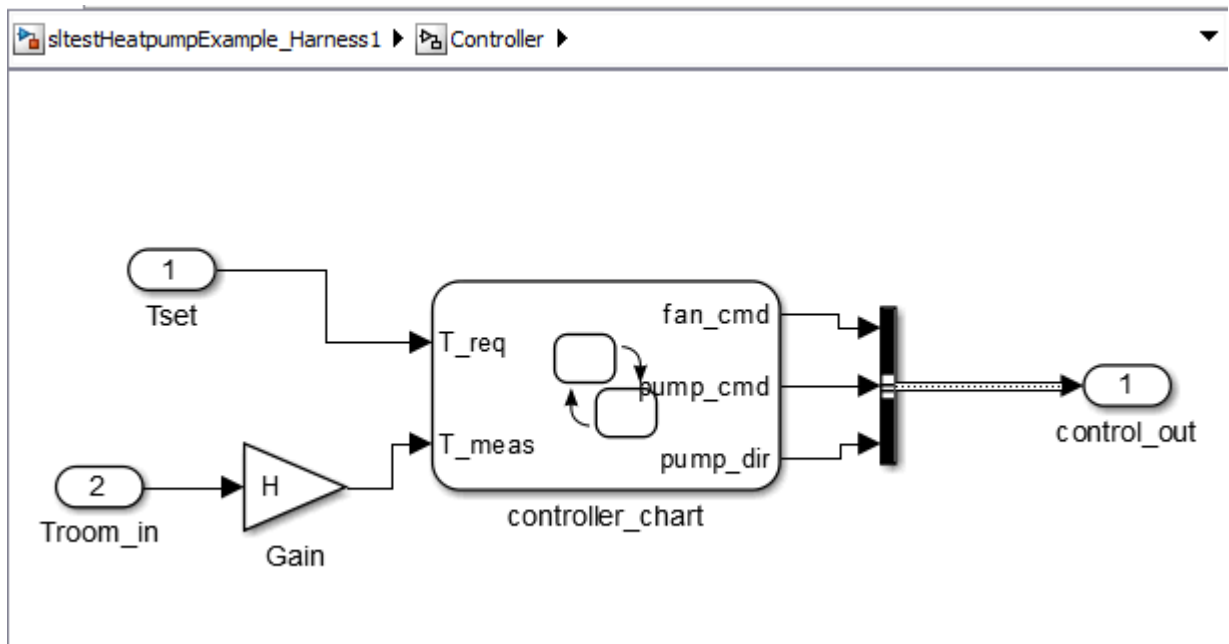 sltestHeatpumpExample_Harness1 Controller
1
Tset
T_req
fan_cmd
pump_cmd
1
control_out
T_meas
pump_dir
2
Troom_in
H
Gain
controller_chart